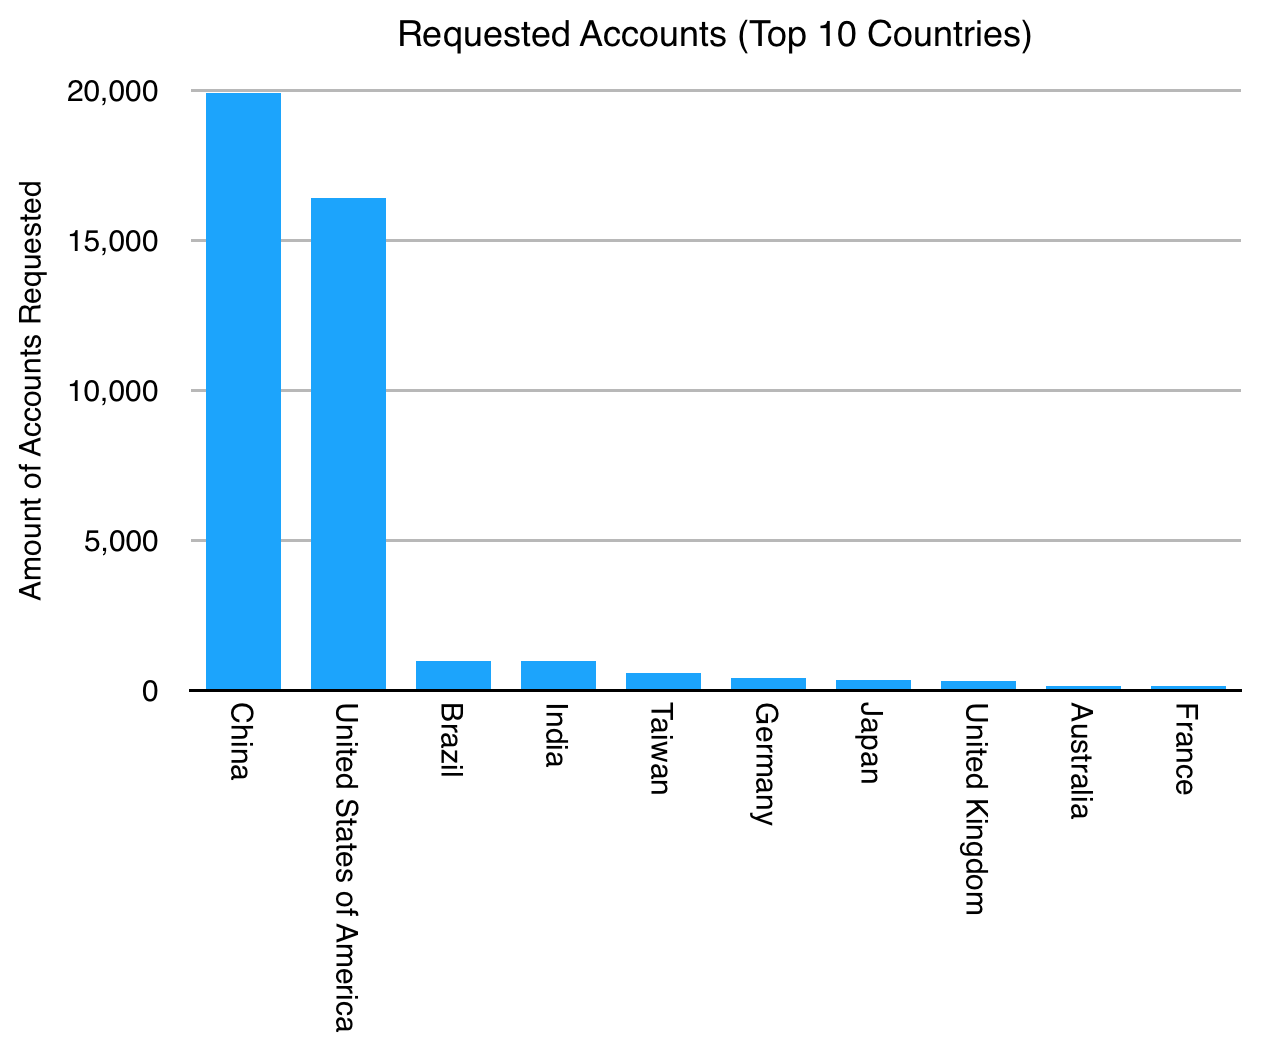 Requested Accounts (Top 10 Countries)
Amount of Accounts Requested
20,000
15,000
10,000
5,000
0
China
United States of America
Brazil
India
Taiwan
Germany
Japan
United Kingdom
Australia
France